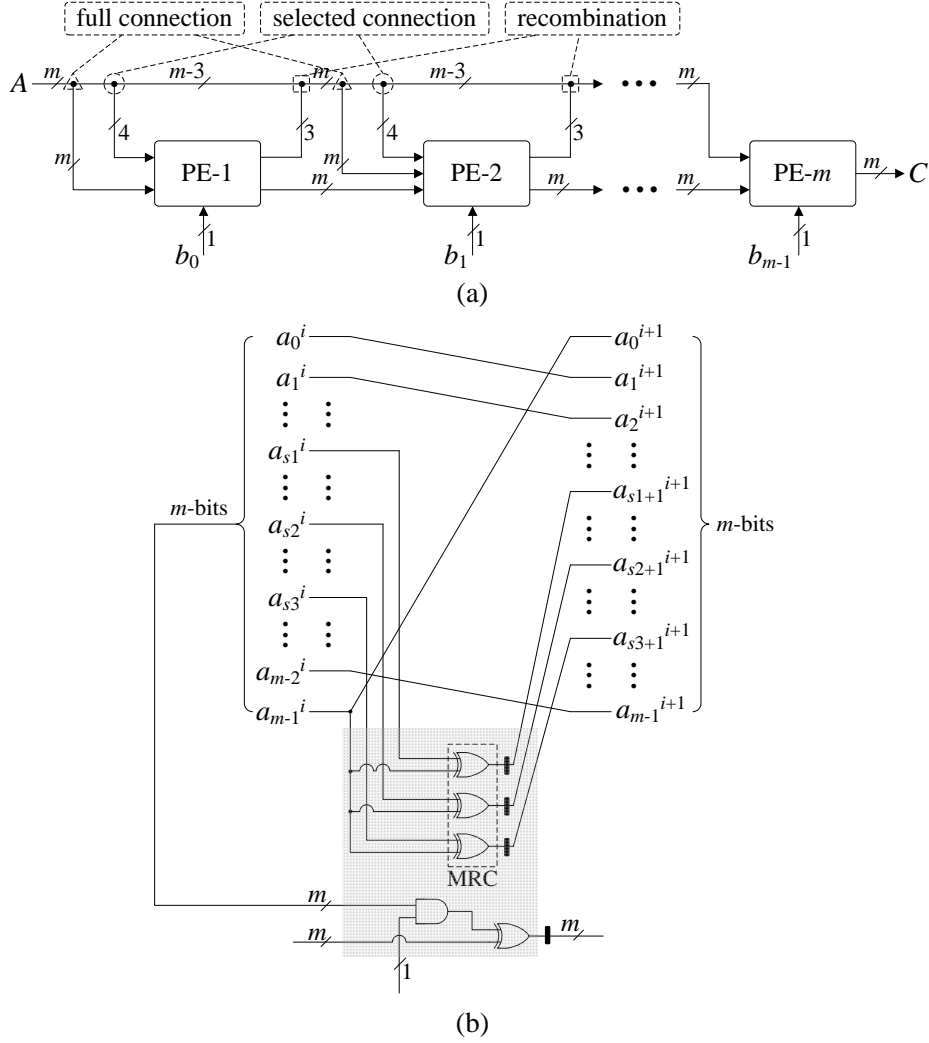 full connection selected connection recombination
A m m-3 m m-3 m
4 3 4 3
m PE-1 m m PE-2 m m PE-m m C
1 1 1
b₀ b₁ bₘ₋₁
(a)
a₀ⁱ a₀ⁱ⁺¹
a₁ⁱ a₁ⁱ⁺¹
a₂ⁱ⁺¹
aₛ₁ⁱ
aₛ₁₊₁ⁱ⁺¹
m-bits aₛ₂ⁱ m-bits
aₛ₂₊₁ⁱ⁺¹
aₛ₃ⁱ
aₛ₃₊₁ⁱ⁺¹
aₘ₋₂ⁱ
aₘ₋₁ⁱ aₘ₋₁ⁱ⁺¹
MRC
m
m m
1
(b)